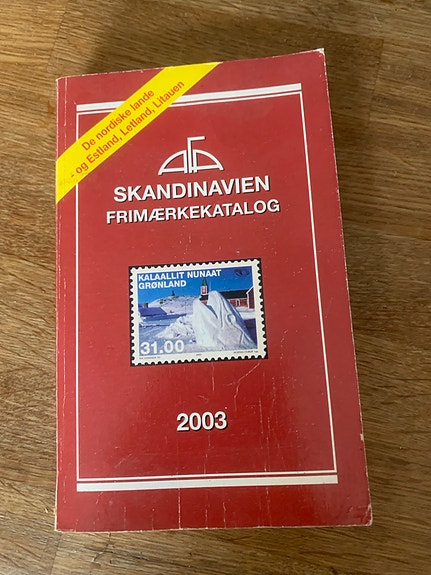 De nordiske lande
- og Estland, Letland, Litauen
AFA
SKANDINAVIEN
FRIMÆRKEKATALOG
KALAALLIT NUNAAT
GRØNLAND
31.00
2003